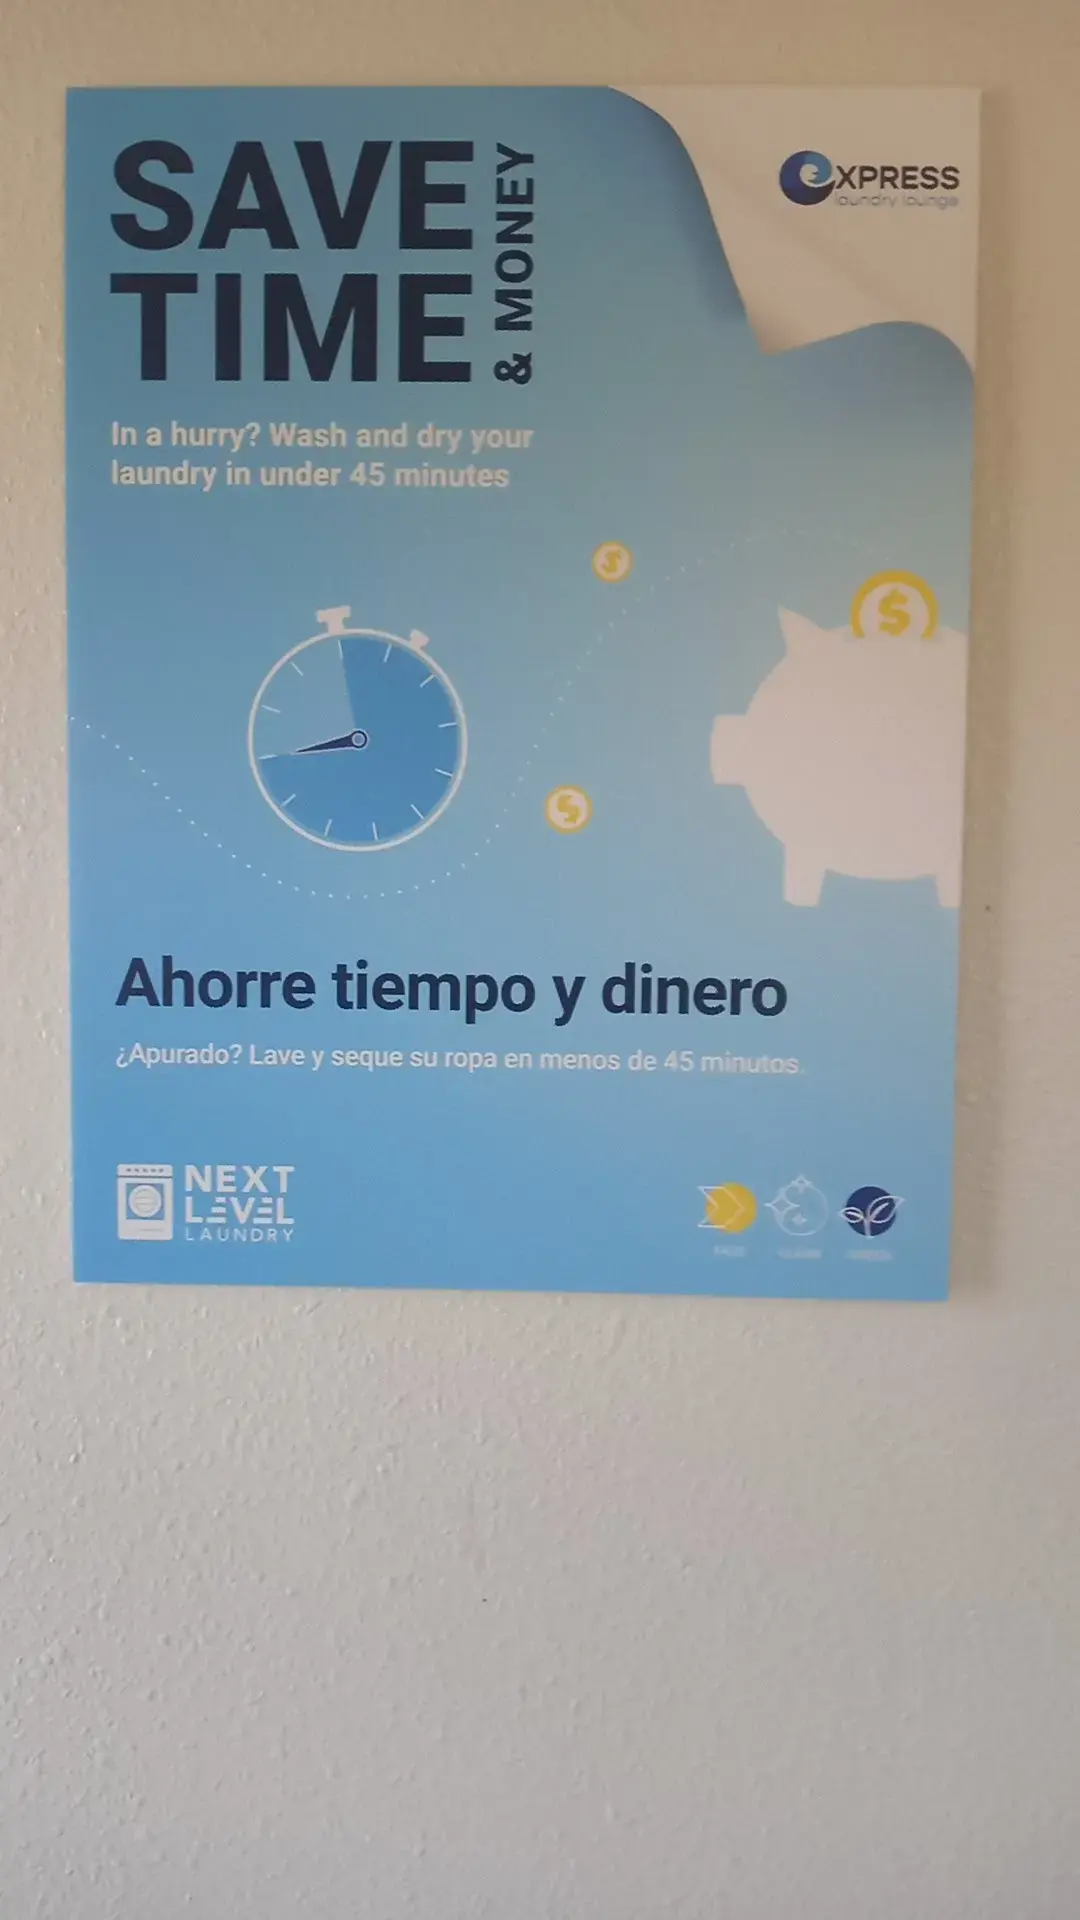 SAVE
TIME
& MONEY
eXPRESS
laundry lounge
In a hurry? Wash and dry your
laundry in under 45 minutes
$
$
$
Ahorre tiempo y dinero
¿Apurado? Lave y seque su ropa en menos de 45 minutos.
NEXT
LEVEL
LAUNDRY